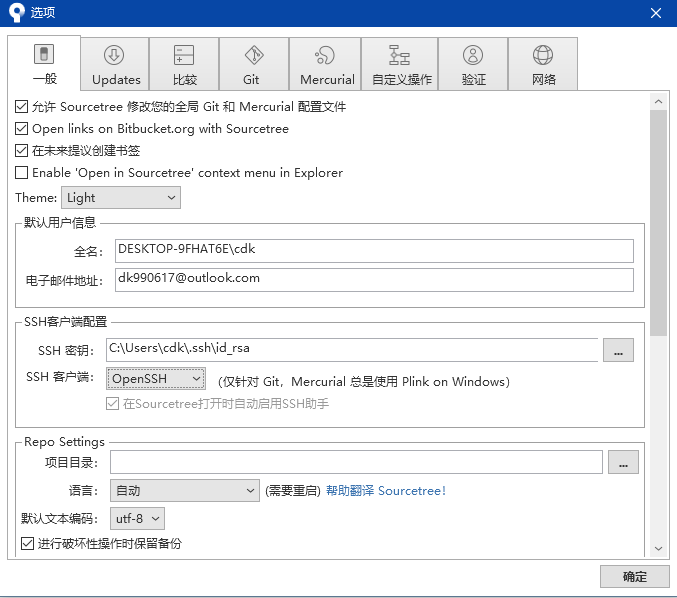 选项
一般 Updates 比较 Git Mercurial 自定义操作 验证 网络
允许 Sourcetree 修改您的全局 Git 和 Mercurial 配置文件
Open links on Bitbucket.org with Sourcetree
在未来提议创建书签
Enable 'Open in Sourcetree' context menu in Explorer
Theme: Light
默认用户信息
全名: DESKTOP-9FHAT6E\cdk
电子邮件地址: dk990617@outlook.com
SSH客户端配置
SSH 密钥: C:\Users\cdk\.ssh\id_rsa ...
SSH 客户端: OpenSSH (仅针对 Git，Mercurial 总是使用 Plink on Windows)
在Sourcetree打开时自动启用SSH助手
Repo Settings
项目目录: ...
语言: 自动 (需要重启) 帮助翻译 Sourcetree!
默认文本编码: utf-8
进行破坏性操作时保留备份
确定